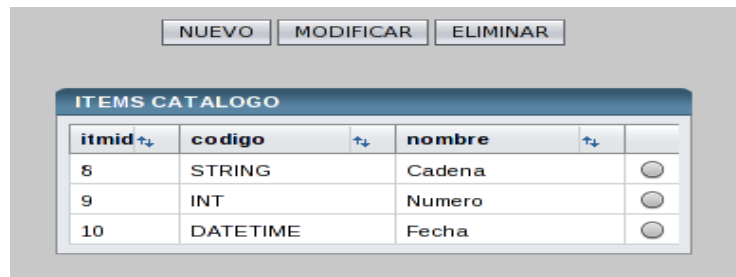 NUEVO MODIFICAR ELIMINAR
ITEMS CATALOGO
itmid codigo nombre
8 STRING Cadena
9 INT Numero
10 DATETIME Fecha